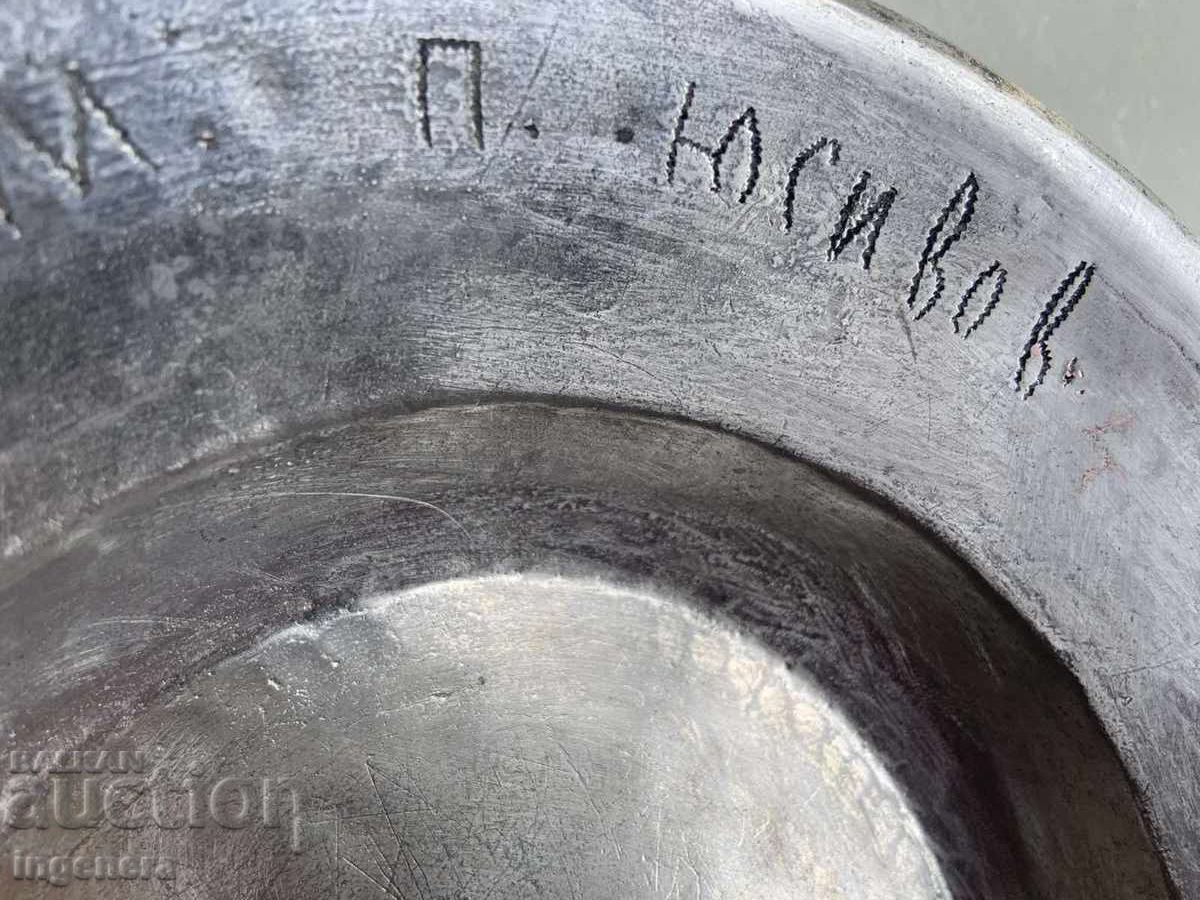 И. П. Юсивов.
BALKAN
auction
ingenera